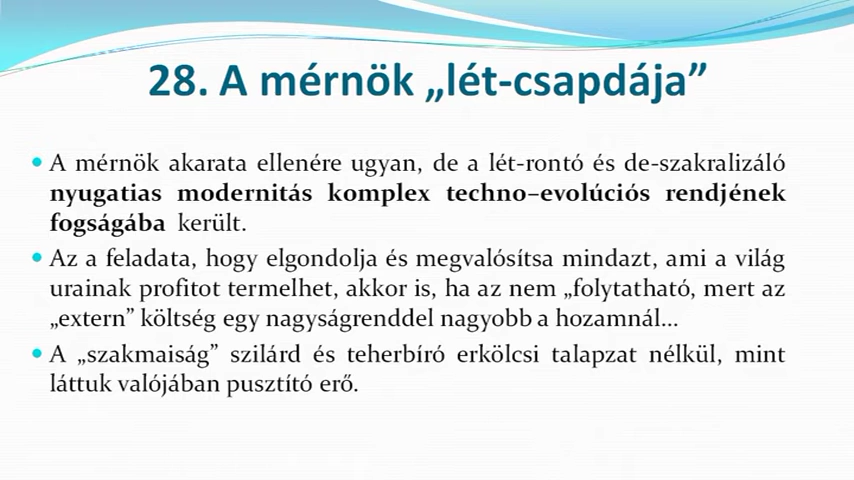 28. A mérnök „lét-csapdája”
• A mérnök akarata ellenére ugyan, de a lét-rontó és de-szakralizáló
nyugatias modernitás komplex techno–evolúciós rendjének
fogságába került.
• Az a feladata, hogy elgondolja és megvalósítsa mindazt, ami a világ
urainak profitot termelhet, akkor is, ha az nem „folytatható, mert az
„extern” költség egy nagyságrenddel nagyobb a hozamnál...
• A „szakmaiság” szilárd és teherbíró erkölcsi talapzat nélkül, mint
láttuk valójában pusztító erő.